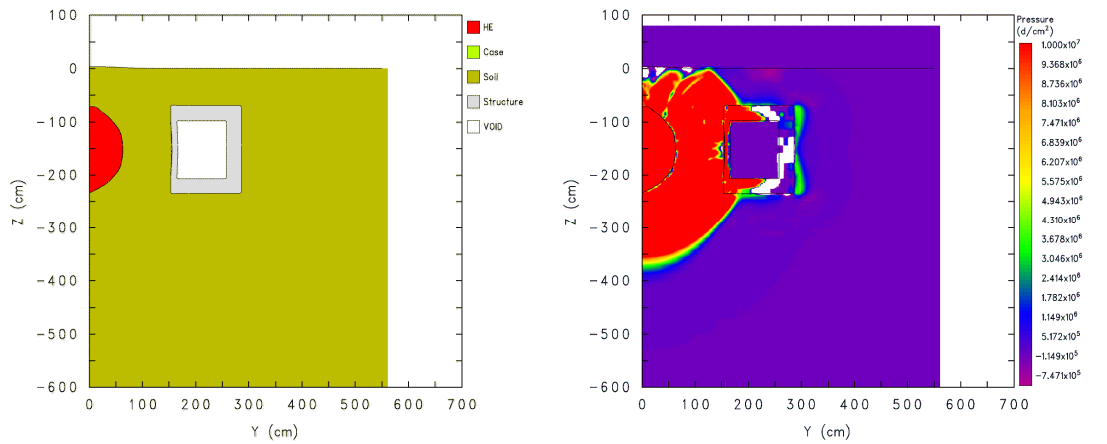 100
0
-100
-200
-300
-400
-500
-600
Z (cm)
0 100 200 300 400 500 600 700
Y (cm)
HE
Case
Soil
Structure
VOID
100
0
-100
-200
-300
-400
-500
-600
Z (cm)
0 100 200 300 400 500 600 700
Y (cm)
Pressure
(d/cm²)
1.000x10⁷
9.368x10⁶
8.736x10⁶
8.103x10⁶
7.471x10⁶
6.839x10⁶
6.207x10⁶
5.575x10⁶
4.943x10⁶
4.310x10⁶
3.678x10⁶
3.046x10⁶
2.414x10⁶
1.782x10⁶
1.149x10⁶
5.172x10⁵
-1.149x10⁵
-7.471x10⁵